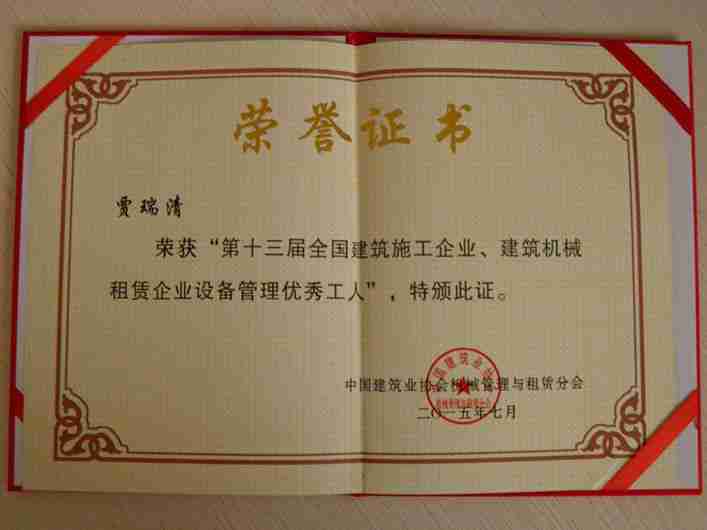 荣誉证书
贾瑞清
荣获“第十三届全国建筑施工企业、建筑机械
租赁企业设备管理优秀工人”，特颁此证。
中国建筑业协会机械管理与租赁分会
二〇一五年七月